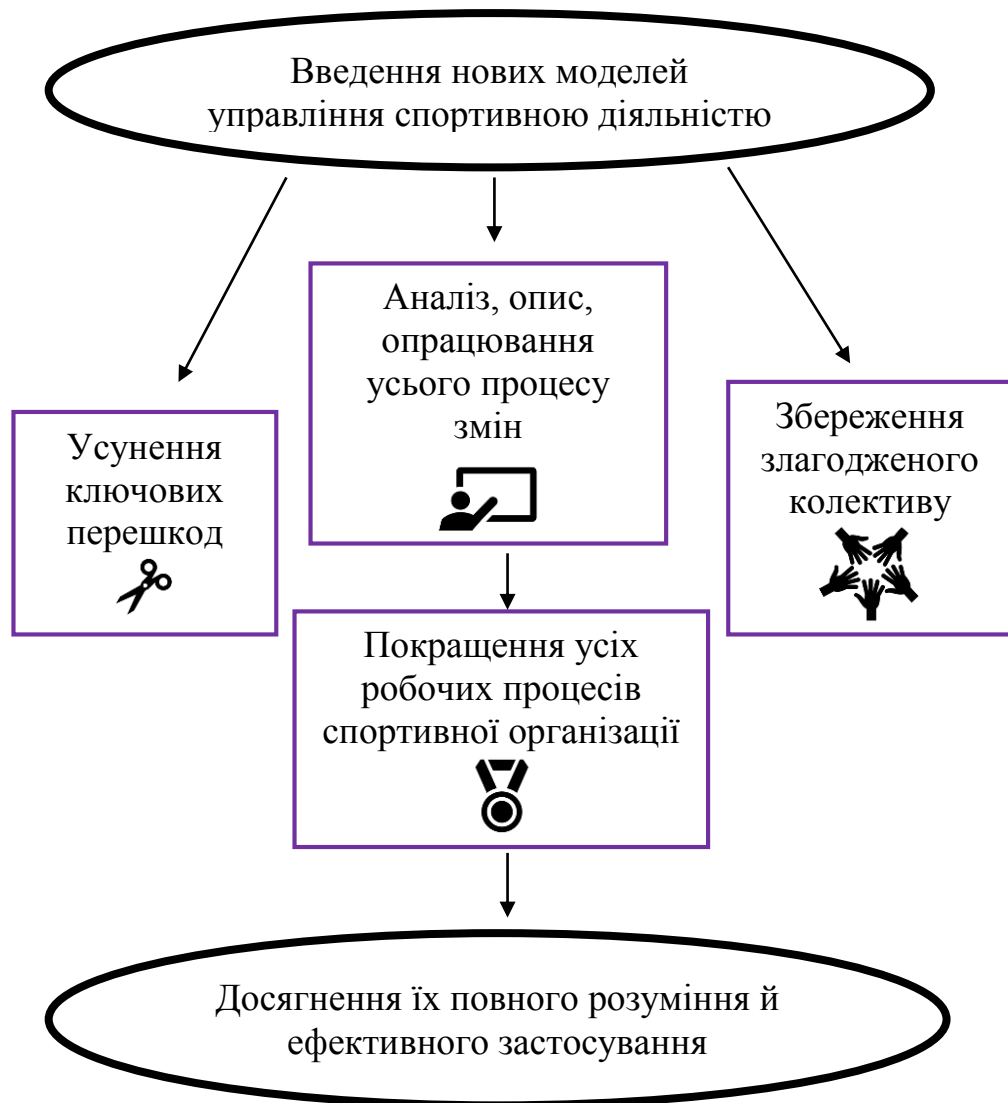 Введення нових моделей
управління спортивною діяльністю
Аналіз, опис,
опрацювання
усього процесу
змін
Усунення
ключових
перешкод
Збереження
злагодженого
колективу
Покращення усіх
робочих процесів
спортивної організації
Досягнення їх повного розуміння й
ефективного застосування